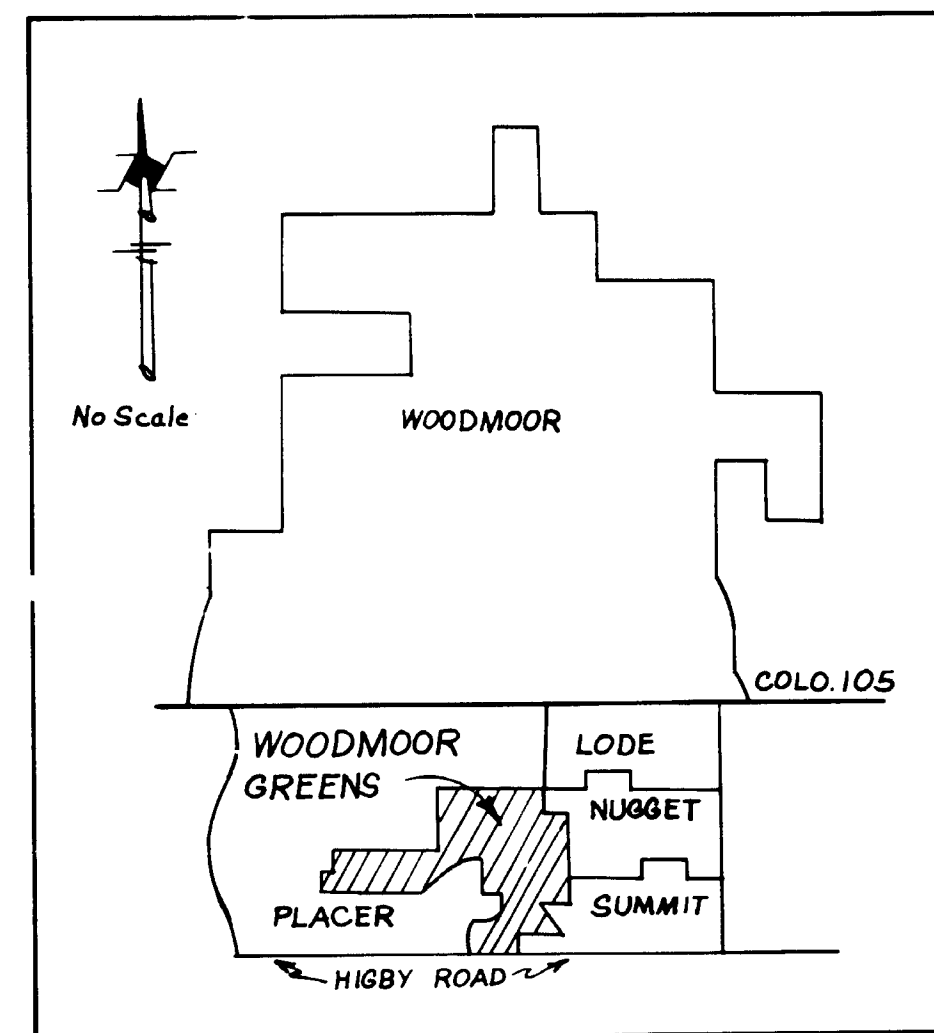 No Scale
WOODMOOR
COLO. 105
WOODMOOR
GREENS
LODE
NUGGET
PLACER
SUMMIT
HIGBY ROAD